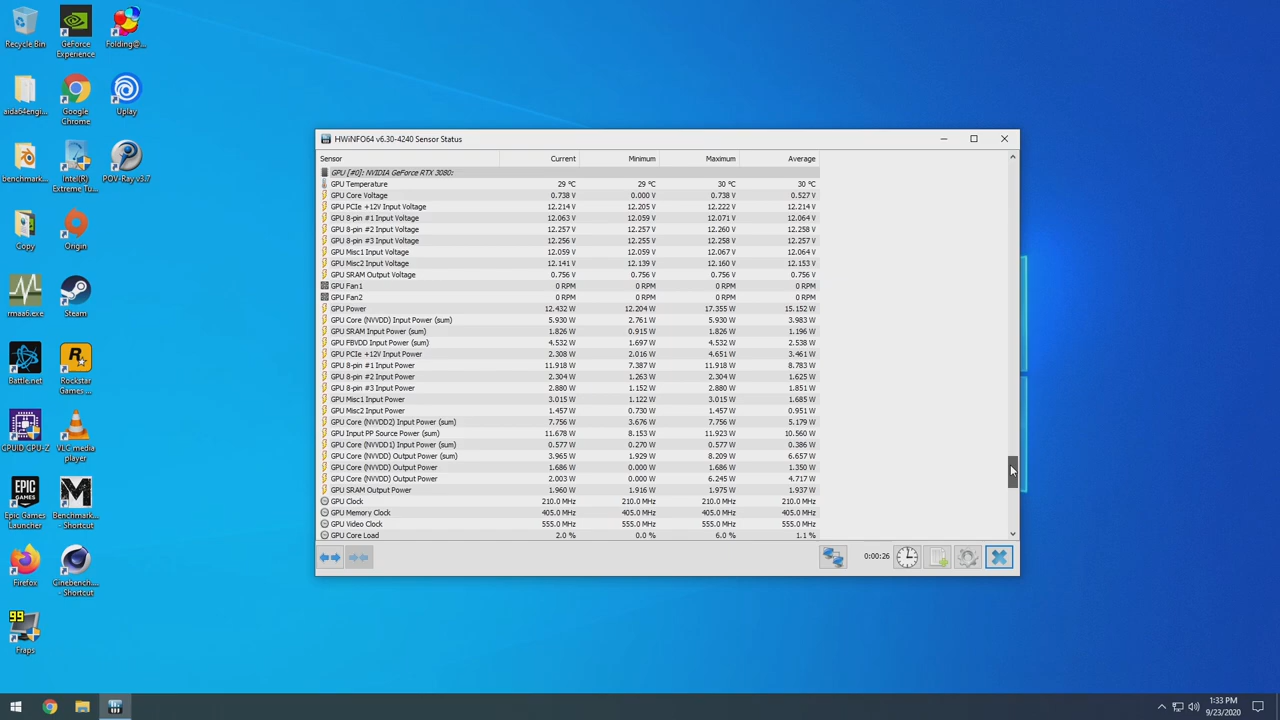 Recycle Bin
GeForce Experience
Folding@...
aida64engi...
Google Chrome
Uplay
benchmark...
Intel(R) Extreme Tu...
POV-Ray v3.7
Copy
Origin
rmaa6.exe
Steam
Battle.net
Rockstar Games ...
CPUID CPU-Z
VLC media player
Epic Games Launcher
Benchmark... - Shortcut
Firefox
Cinebench... - Shortcut
99
Fraps
HWiNFO64 v6.30-4240 Sensor Status
Sensor Current Minimum Maximum Average
GPU [#0]: NVIDIA GeForce RTX 3080:
GPU Temperature 29 °C 29 °C 30 °C 30 °C
GPU Core Voltage 0.738 V 0.000 V 0.738 V 0.527 V
GPU PCIe +12V Input Voltage 12.214 V 12.205 V 12.222 V 12.214 V
GPU 8-pin #1 Input Voltage 12.063 V 12.059 V 12.071 V 12.064 V
GPU 8-pin #2 Input Voltage 12.257 V 12.257 V 12.260 V 12.258 V
GPU 8-pin #3 Input Voltage 12.256 V 12.255 V 12.258 V 12.257 V
GPU Misc1 Input Voltage 12.059 V 12.059 V 12.067 V 12.064 V
GPU Misc2 Input Voltage 12.141 V 12.139 V 12.160 V 12.153 V
GPU SRAM Output Voltage 0.756 V 0.756 V 0.756 V 0.756 V
GPU Fan1 0 RPM 0 RPM 0 RPM 0 RPM
GPU Fan2 0 RPM 0 RPM 0 RPM 0 RPM
GPU Power 12.432 W 12.204 W 17.355 W 15.152 W
GPU Core (NVVDD) Input Power (sum) 5.930 W 2.761 W 5.930 W 3.983 W
GPU SRAM Input Power (sum) 1.826 W 0.915 W 1.826 W 1.196 W
GPU FBVDD Input Power (sum) 4.532 W 1.697 W 4.532 W 2.538 W
GPU PCIe +12V Input Power 2.308 W 2.016 W 4.651 W 3.461 W
GPU 8-pin #1 Input Power 11.918 W 7.387 W 11.918 W 8.783 W
GPU 8-pin #2 Input Power 2.304 W 1.263 W 2.304 W 1.625 W
GPU 8-pin #3 Input Power 2.880 W 1.152 W 2.880 W 1.851 W
GPU Misc1 Input Power 3.015 W 1.122 W 3.015 W 1.685 W
GPU Misc2 Input Power 1.457 W 0.730 W 1.457 W 0.951 W
GPU Core (NVVDD2) Input Power (sum) 7.756 W 3.676 W 7.756 W 5.179 W
GPU Input PP Source Power (sum) 11.678 W 8.153 W 11.923 W 10.560 W
GPU Core (NVVDD1) Input Power (sum) 0.577 W 0.270 W 0.577 W 0.386 W
GPU Core (NVVDD) Output Power (sum) 3.965 W 1.929 W 8.209 W 6.657 W
GPU Core (NVVDD) Output Power 1.686 W 0.000 W 1.686 W 1.350 W
GPU Core (NVVDD) Output Power 2.003 W 0.000 W 6.245 W 4.717 W
GPU SRAM Output Power 1.960 W 1.916 W 1.975 W 1.937 W
GPU Clock 210.0 MHz 210.0 MHz 210.0 MHz 210.0 MHz
GPU Memory Clock 405.0 MHz 405.0 MHz 405.0 MHz 405.0 MHz
GPU Video Clock 555.0 MHz 555.0 MHz 555.0 MHz 555.0 MHz
GPU Core Load 2.0 % 0.0 % 6.0 % 1.1 %
0:00:26
1:33 PM
9/23/2020